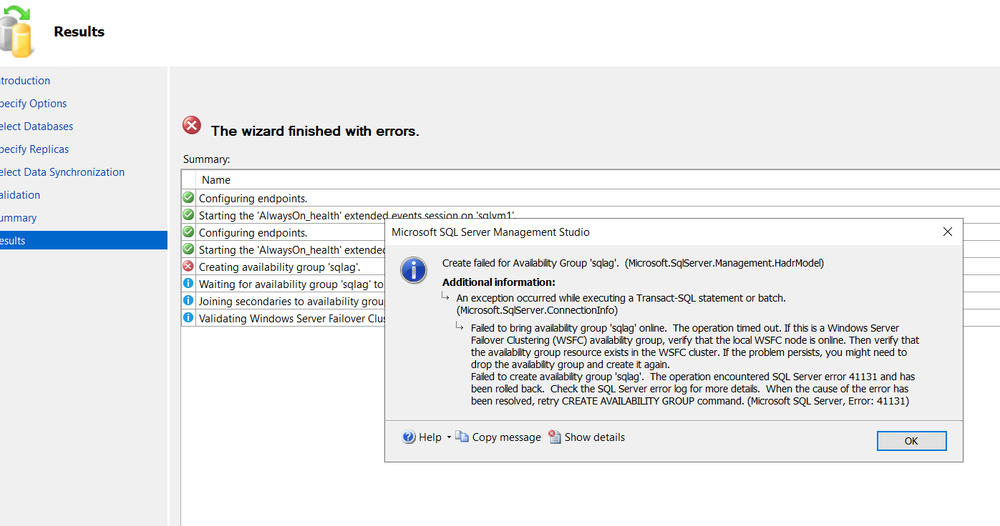 Results
ntroduction
pecify Options
elect Databases
pecify Replicas
elect Data Synchronization
alidation
ummary
esults
The wizard finished with errors.
Summary:
Name
Configuring endpoints.
Starting the 'AlwaysOn_health' extended events session on 'sqlvm1'.
Configuring endpoints.
Starting the 'AlwaysOn_health' extended
Creating availability group 'sqlag'.
Waiting for availability group 'sqlag' to
Joining secondaries to availability grou
Validating Windows Server Failover Clus
Microsoft SQL Server Management Studio
Create failed for Availability Group 'sqlag'. (Microsoft.SqlServer.Management.HadrModel)
Additional information:
An exception occurred while executing a Transact-SQL statement or batch.
(Microsoft.SqlServer.ConnectionInfo)
Failed to bring availability group 'sqlag' online. The operation timed out. If this is a Windows Server
Failover Clustering (WSFC) availability group, verify that the local WSFC node is online. Then verify that
the availability group resource exists in the WSFC cluster. If the problem persists, you might need to
drop the availability group and create it again.
Failed to create availability group 'sqlag'. The operation encountered SQL Server error 41131 and has
been rolled back. Check the SQL Server error log for more details. When the cause of the error has
been resolved, retry CREATE AVAILABILITY GROUP command. (Microsoft SQL Server, Error: 41131)
Help
Copy message
Show details
OK